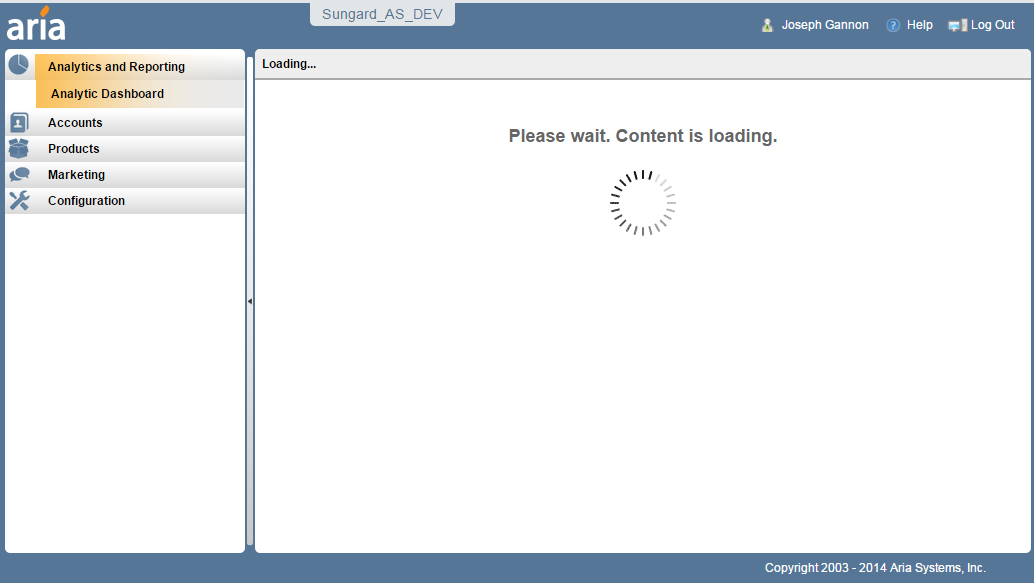 aria
Sungard_AS_DEV
Joseph Gannon
? Help
Log Out
Analytics and Reporting
Analytic Dashboard
Accounts
Products
Marketing
Configuration
Loading...
Please wait. Content is loading.
Copyright 2003 - 2014 Aria Systems, Inc.